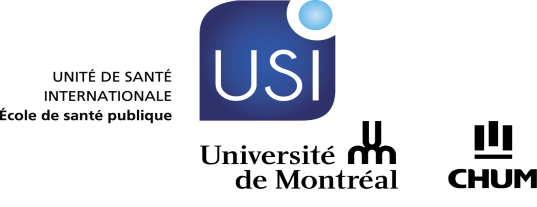 UNITÉ DE SANTÉ
INTERNATIONALE
École de santé publique
USI
Université
de Montréal
CHUM